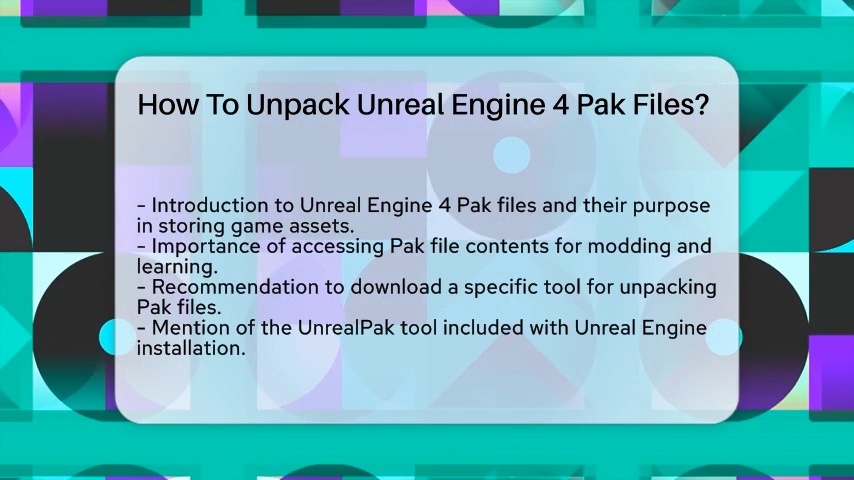 How To Unpack Unreal Engine 4 Pak Files?
- Introduction to Unreal Engine 4 Pak files and their purpose
in storing game assets.
- Importance of accessing Pak file contents for modding and
learning.
- Recommendation to download a specific tool for unpacking
Pak files.
- Mention of the UnrealPak tool included with Unreal Engine
installation.